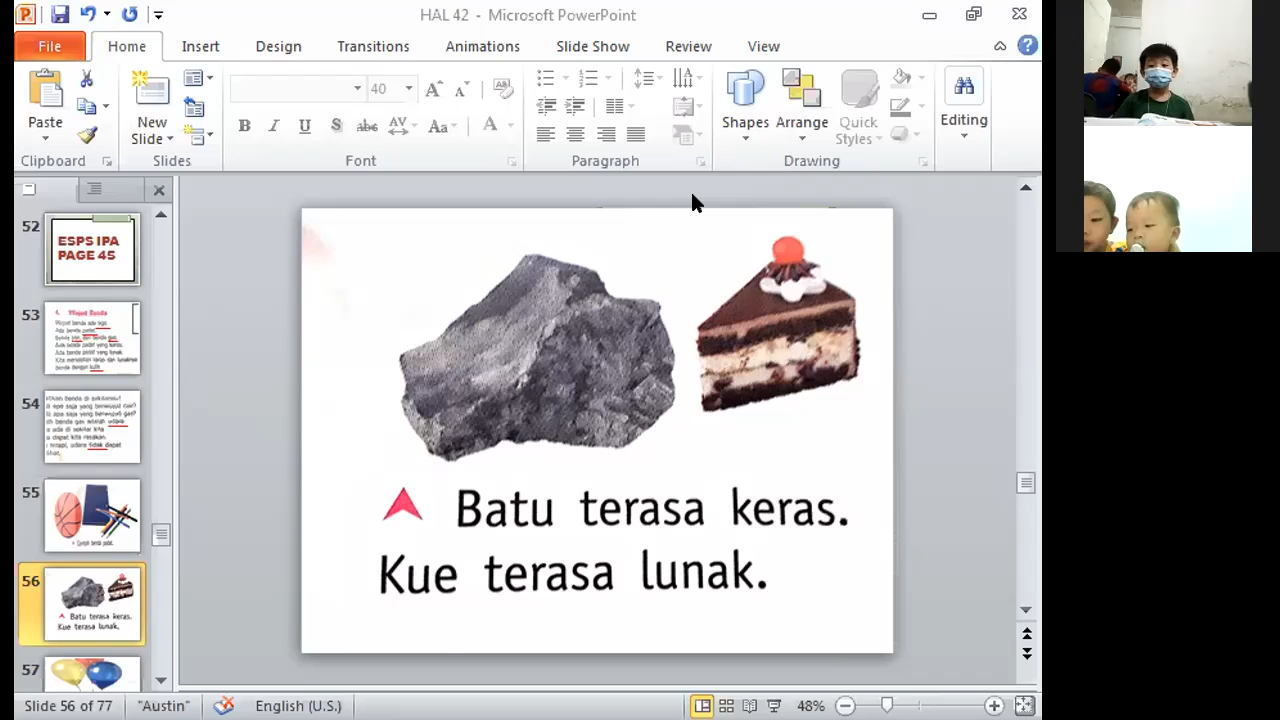 HAL 42 - Microsoft PowerPoint
File Home Insert Design Transitions Animations Slide Show Review View
40
Paste
New
Slide
Shapes
Arrange
Quick
Styles
Editing
Clipboard Slides Font Paragraph Drawing
52
ESPS IPA
PAGE 45
53
Wujud Benda
54
55
56
Batu terasa keras.
Kue terasa lunak.
57
Batu terasa keras.
Kue terasa lunak.
Slide 56 of 77 "Austin" English (U.S.) 48%